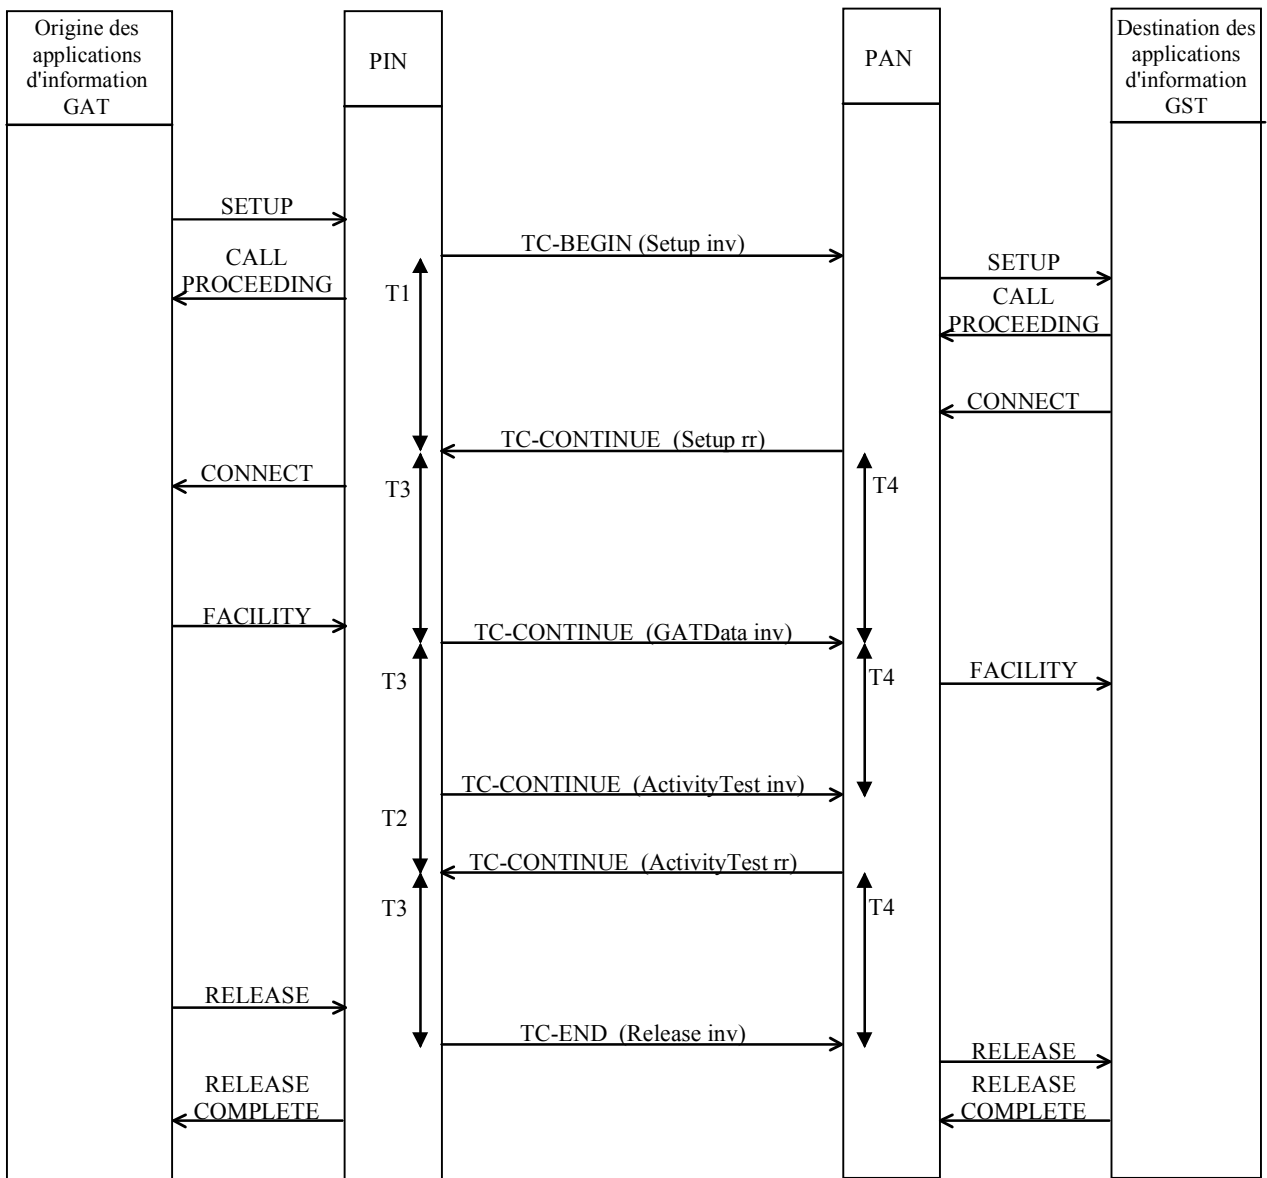 Origine des
applications
d'information
GAT
PIN
PAN
Destination des
applications
d'information
GST
SETUP
TC-BEGIN (Setup inv)
CALL
PROCEEDING
T1
SETUP
CALL
PROCEEDING
CONNECT
TC-CONTINUE (Setup rr)
CONNECT
T3
T4
FACILITY
TC-CONTINUE (GATData inv)
T3
T4
FACILITY
TC-CONTINUE (ActivityTest inv)
T2
TC-CONTINUE (ActivityTest rr)
T3
T4
RELEASE
TC-END (Release inv)
RELEASE
RELEASE
COMPLETE
RELEASE
COMPLETE